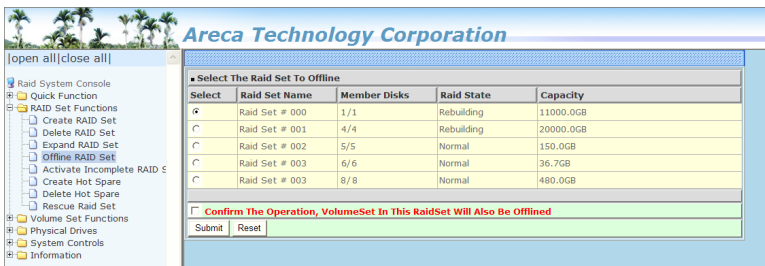 Areca Technology Corporation
|open all|close all|
Raid System Console
Quick Function
RAID Set Functions
Create RAID Set
Delete RAID Set
Expand RAID Set
Offline RAID Set
Activate Incomplete RAID S
Create Hot Spare
Delete Hot Spare
Rescue Raid Set
Volume Set Functions
Physical Drives
System Controls
Information
Select The Raid Set To Offline
Select Raid Set Name Member Disks Raid State Capacity
Raid Set # 000 1/1 Rebuilding 11000.0GB
Raid Set # 001 4/4 Rebuilding 20000.0GB
Raid Set # 002 5/5 Normal 150.0GB
Raid Set # 003 6/6 Normal 36.7GB
Raid Set # 003 8/8 Normal 480.0GB
Confirm The Operation, VolumeSet In This RaidSet Will Also Be Offlined
Submit Reset